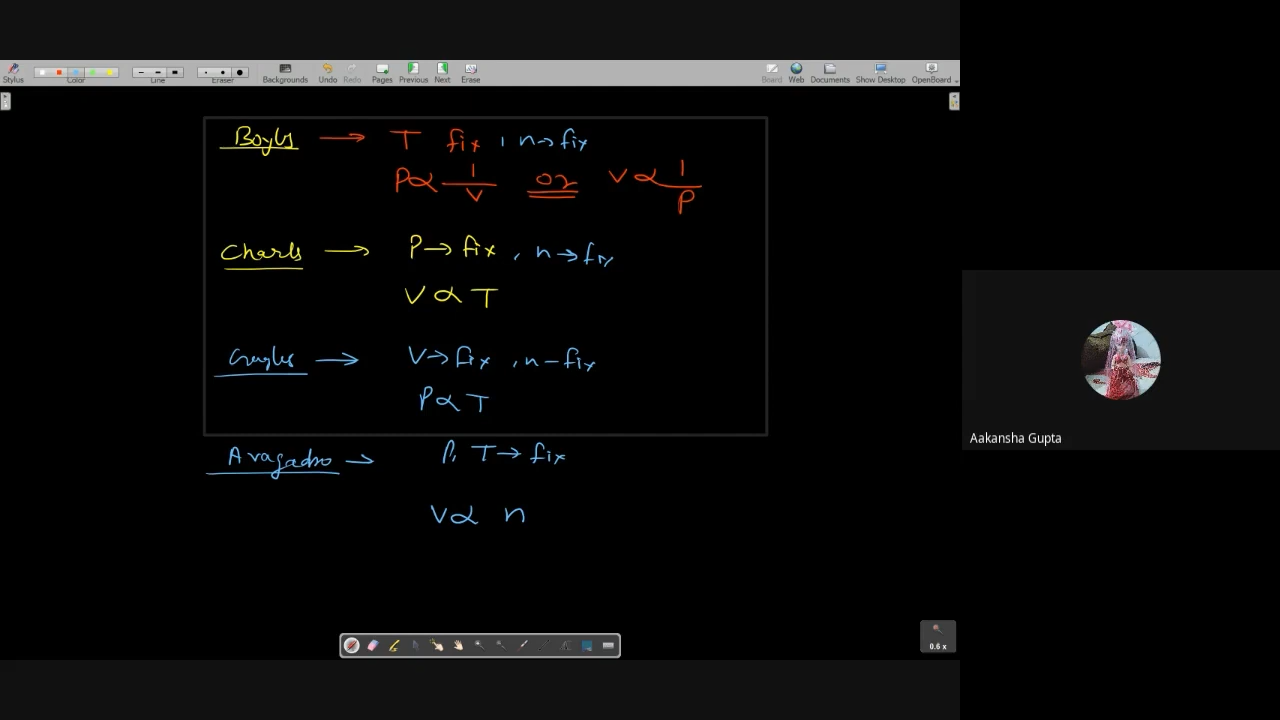 Stylus Color Line Eraser Backgrounds Undo Redo Pages Previous Next Erase Board Web Documents Show Desktop OpenBoard
Boyls → T fix , n→fix
P∝ 1/V or V∝ 1/P
Charls → P→ fix , n→fix
V ∝ T
Gayles → V→fix , n-fix
P∝ T
Avagadro → P, T→ fix
V∝ n
Aakansha Gupta
0.6 x